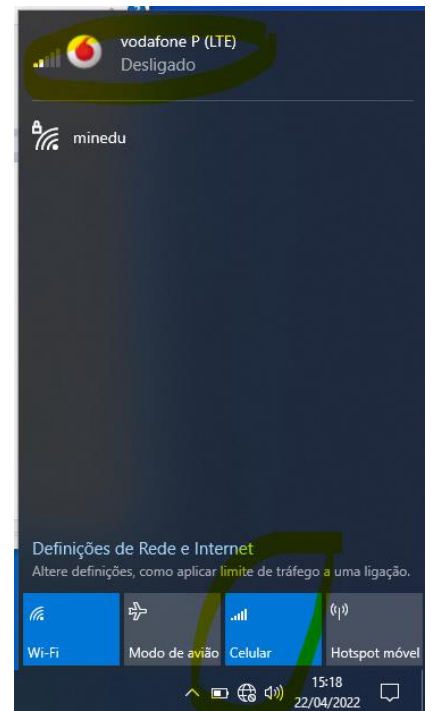 vodafone P (LTE)
Desligado
minedu
Definições de Rede e Internet
Altere definições, como aplicar limite de tráfego a uma ligação.
Wi-Fi Modo de avião Celular Hotspot móvel
15:18
22/04/2022